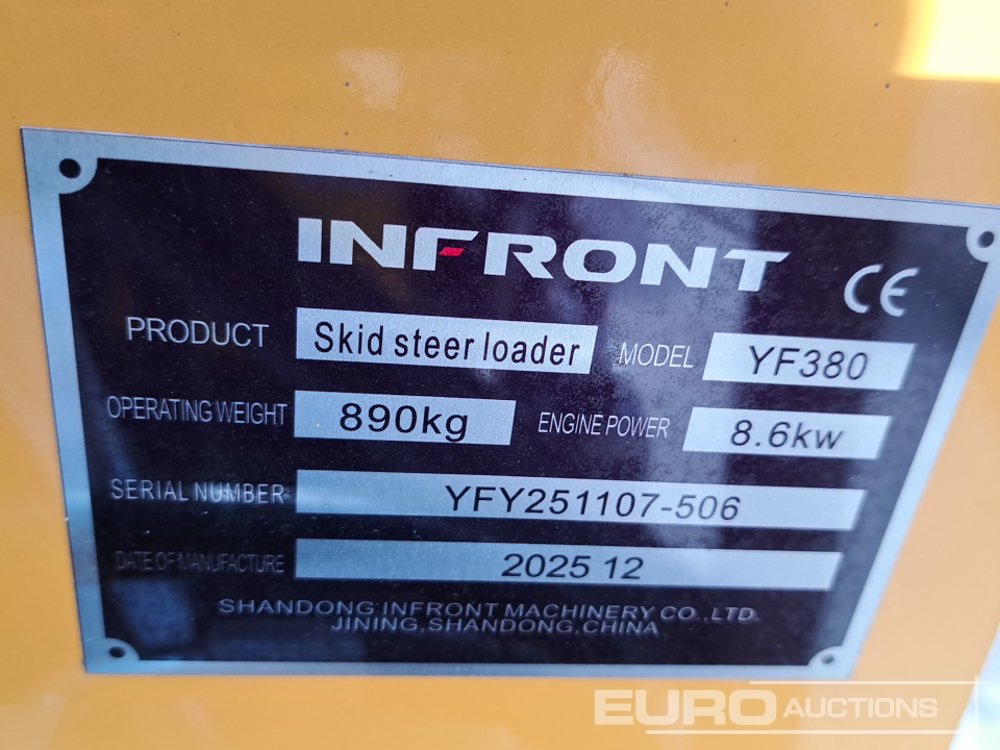 INFRONT
CE
PRODUCT Skid steer loader MODEL YF380
OPERATING WEIGHT 890kg ENGINE POWER 8.6kw
SERIAL NUMBER YFY251107-506
DATE OF MANUFACTURE 2025 12
SHANDONG INFRONT MACHINERY CO., LTD.
JINING, SHANDONG, CHINA
EURO AUCTIONS